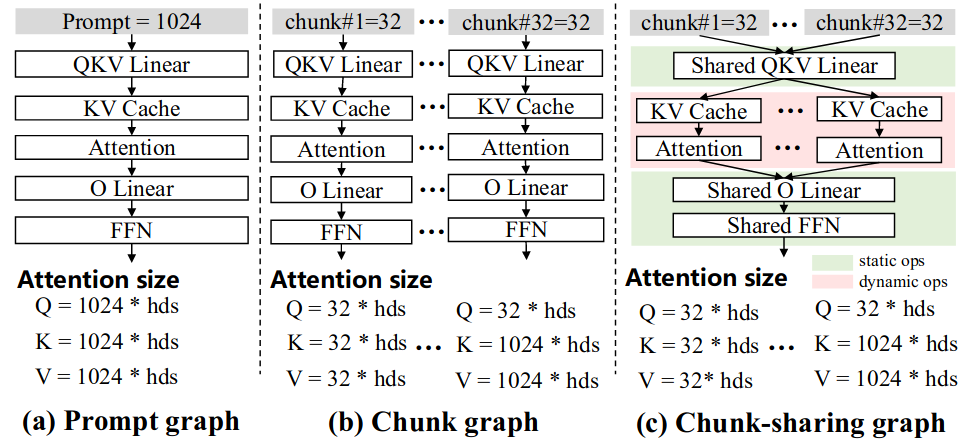 Prompt = 1024
QKV Linear
KV Cache
Attention
O Linear
FFN
Attention size
Q = 1024 * hds
K = 1024 * hds
V = 1024 * hds
(a) Prompt graph
chunk#1=32 ••• chunk#32=32
QKV Linear ••• QKV Linear
KV Cache ••• KV Cache
Attention ••• Attention
O Linear ••• O Linear
FFN ••• FFN
Attention size
Q = 32 * hds Q = 32 * hds
K = 32 * hds ••• K = 1024 * hds
V = 32 * hds V = 1024 * hds
(b) Chunk graph
chunk#1=32 ••• chunk#32=32
Shared QKV Linear
KV Cache ••• KV Cache
Attention ••• Attention
Shared O Linear
Shared FFN
static ops
dynamic ops
Attention size
Q = 32 * hds Q = 32 * hds
K = 32 * hds ••• K = 1024 * hds
V = 32* hds V = 1024 * hds
(c) Chunk-sharing graph